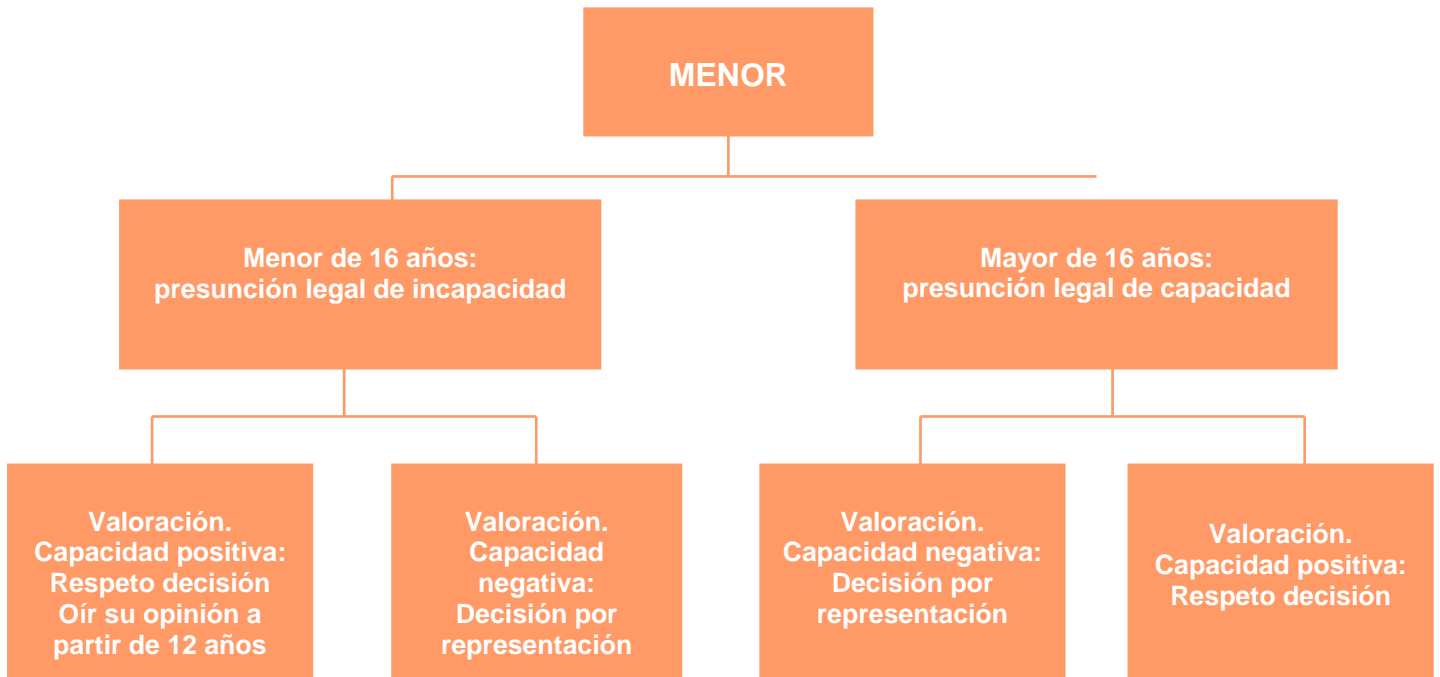 MENOR
Menor de 16 años:
presunción legal de incapacidad
Mayor de 16 años:
presunción legal de capacidad
Valoración.
Capacidad positiva:
Respeto decisión
Oír su opinión a
partir de 12 años
Valoración.
Capacidad
negativa:
Decisión por
representación
Valoración.
Capacidad negativa:
Decisión por
representación
Valoración.
Capacidad positiva:
Respeto decisión